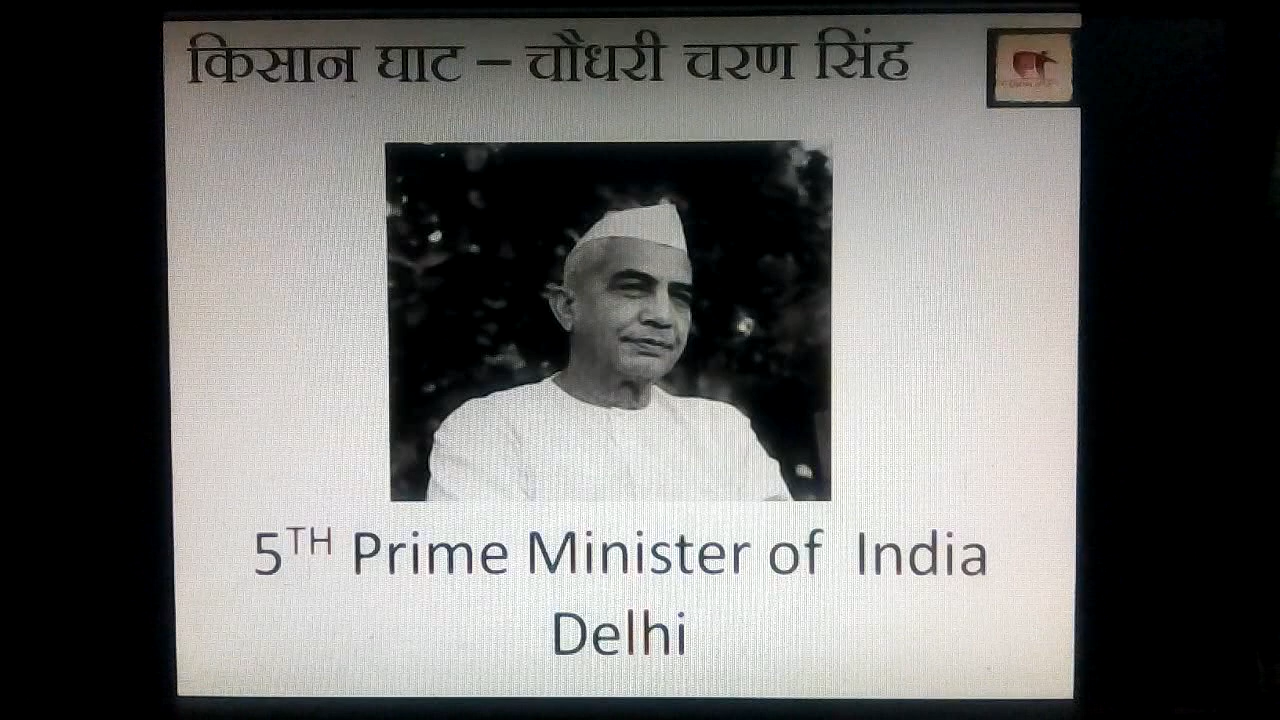 किसान घाट – चौधरी चरण सिंह
5TH Prime Minister of India
Delhi